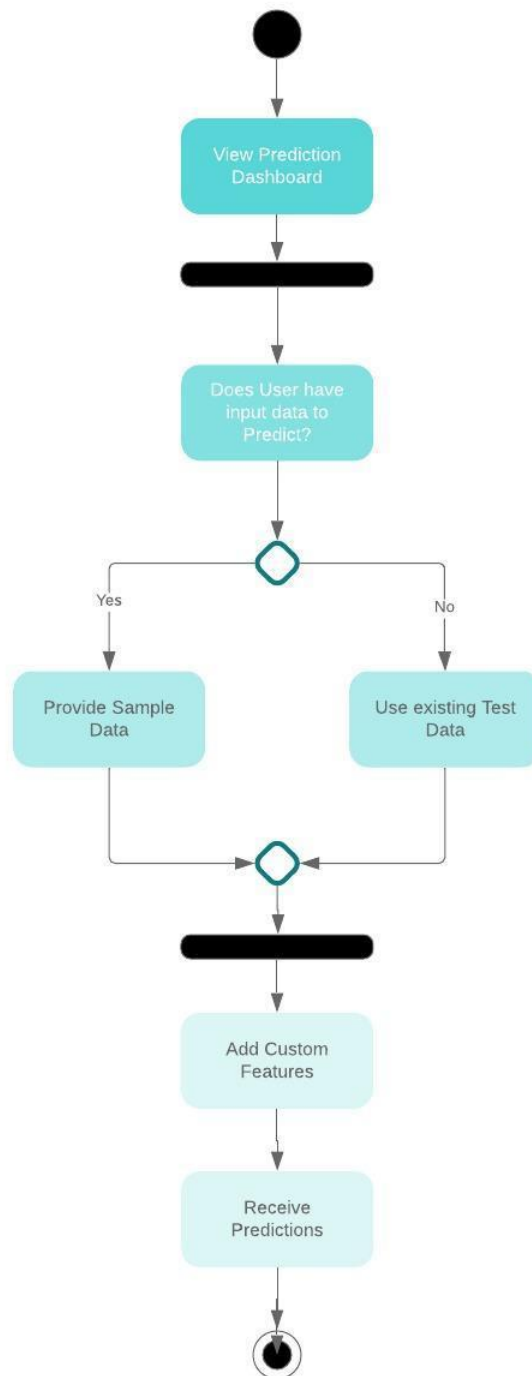 View Prediction
Dashboard
Does User have
input data to
Predict?
Yes
No
Provide Sample
Data
Use existing Test
Data
Add Custom
Features
Receive
Predictions